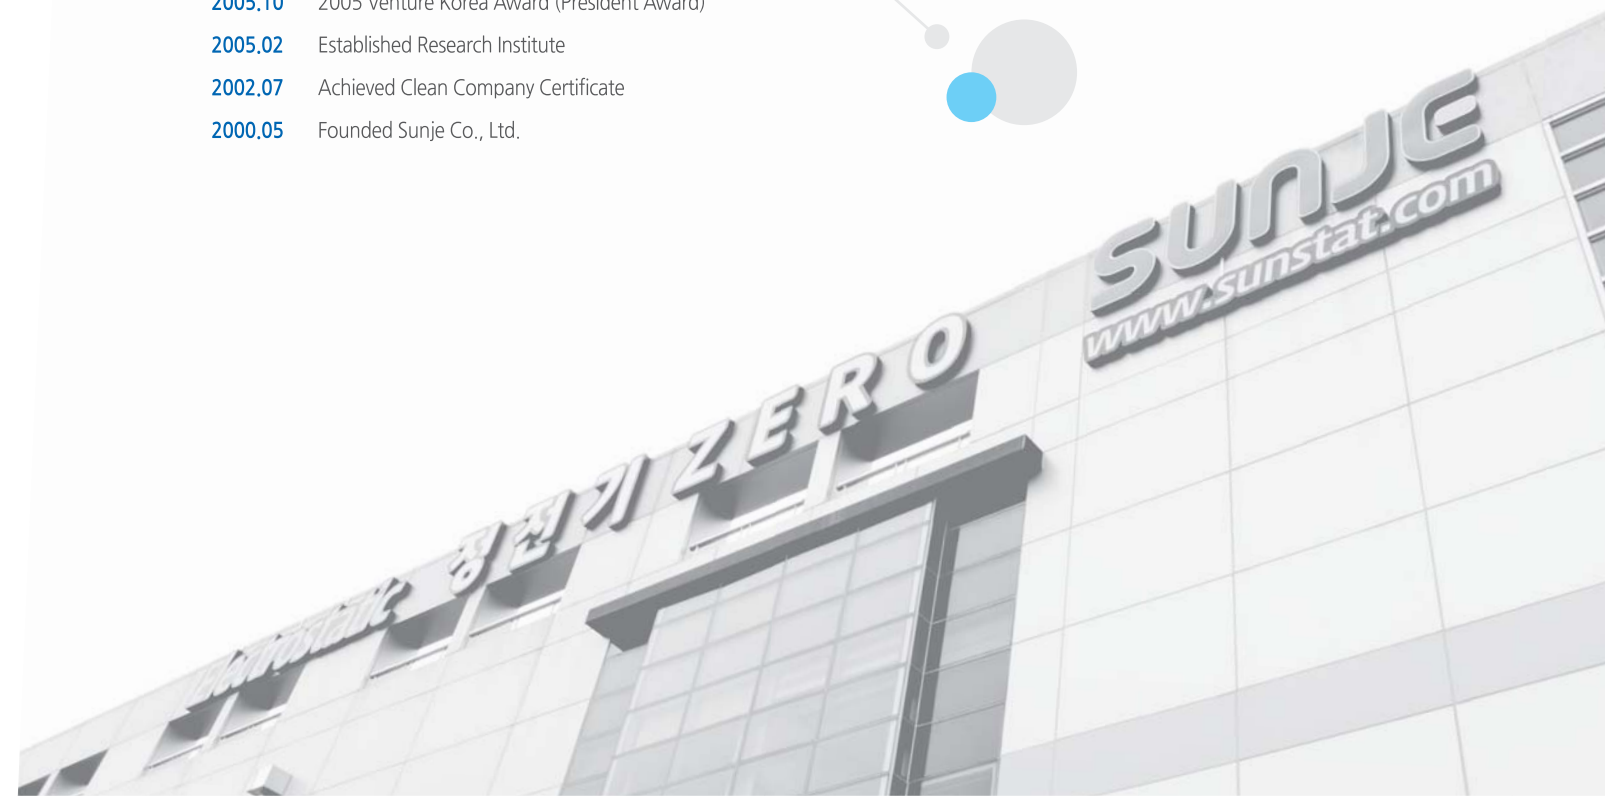 2005.10 2005 Venture Korea Award (President Award)
2005.02 Established Research Institute
2002.07 Achieved Clean Company Certificate
2000.05 Founded Sunje Co., Ltd.
SUNJE
www.sunstat.com
Electrostatic 정전기 ZERO